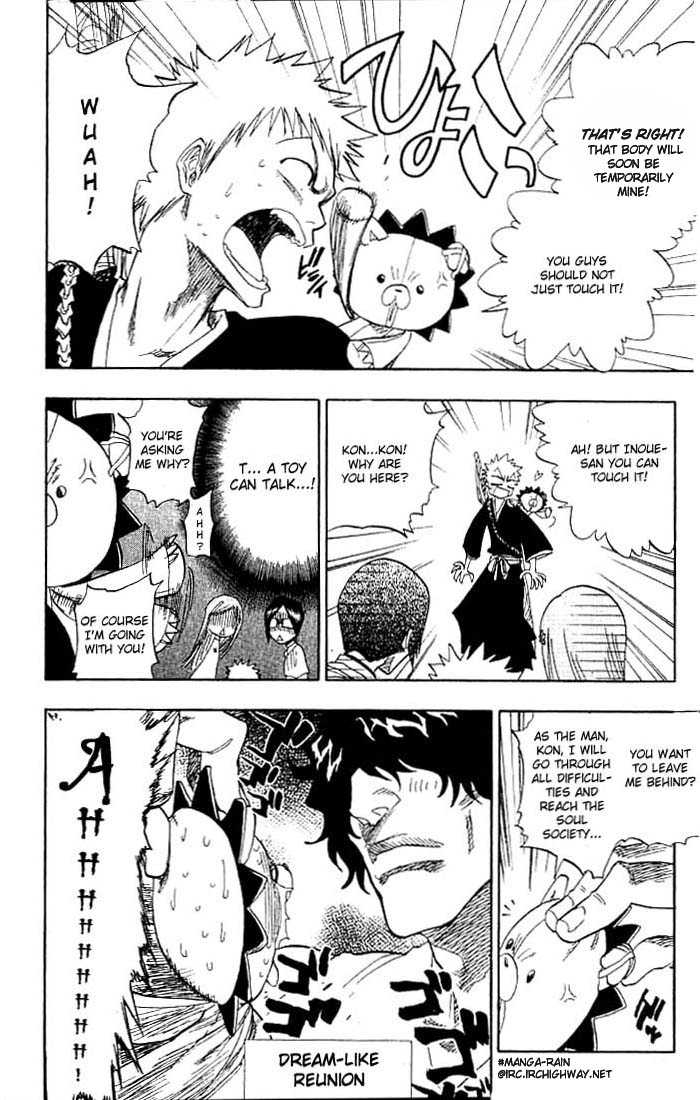 THAT'S RIGHT!
THAT BODY WILL
SOON BE
TEMPORARILY
MINE!
YOU GUYS
SHOULD NOT
JUST TOUCH IT!
ひょこっ
WUAH!
AH! BUT INOUE-
SAN YOU CAN
TOUCH IT!
KON...KON!
WHY ARE
YOU HERE?
T... A TOY
CAN TALK...!
AHH?
YOU'RE
ASKING
ME WHY?
OF COURSE
I'M GOING
WITH YOU!
YOU WANT
TO LEAVE
ME BEHIND?
AS THE MAN,
KON, I WILL
GO THROUGH
ALL DIFFICUL-
TIES AND
REACH THE
SOUL
SOCIETY...
#MANGA-RAIN
@IRC.IRCHIGHWAY.NET
DREAM-LIKE
REUNION
AHHHHHHHHH!